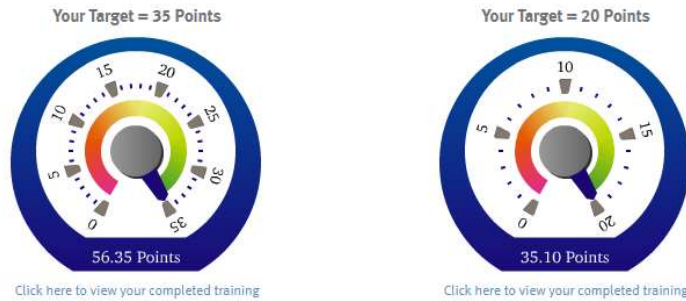 Your Target = 35 Points
0
5
10
15
20
25
30
35
56.35 Points
Click here to view your completed training
Your Target = 20 Points
0
5
10
15
20
35.10 Points
Click here to view your completed training